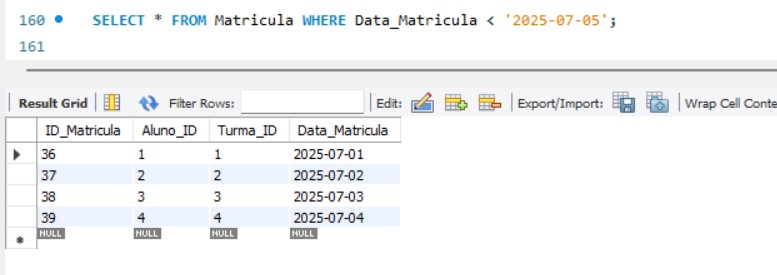 160 SELECT * FROM Matricula WHERE Data_Matricula < '2025-07-05';
161
Result Grid Filter Rows: Edit: Export/Import: Wrap Cell Conte
ID_Matricula Aluno_ID Turma_ID Data_Matricula
36 1 1 2025-07-01
37 2 2 2025-07-02
38 3 3 2025-07-03
39 4 4 2025-07-04
NULL NULL NULL NULL